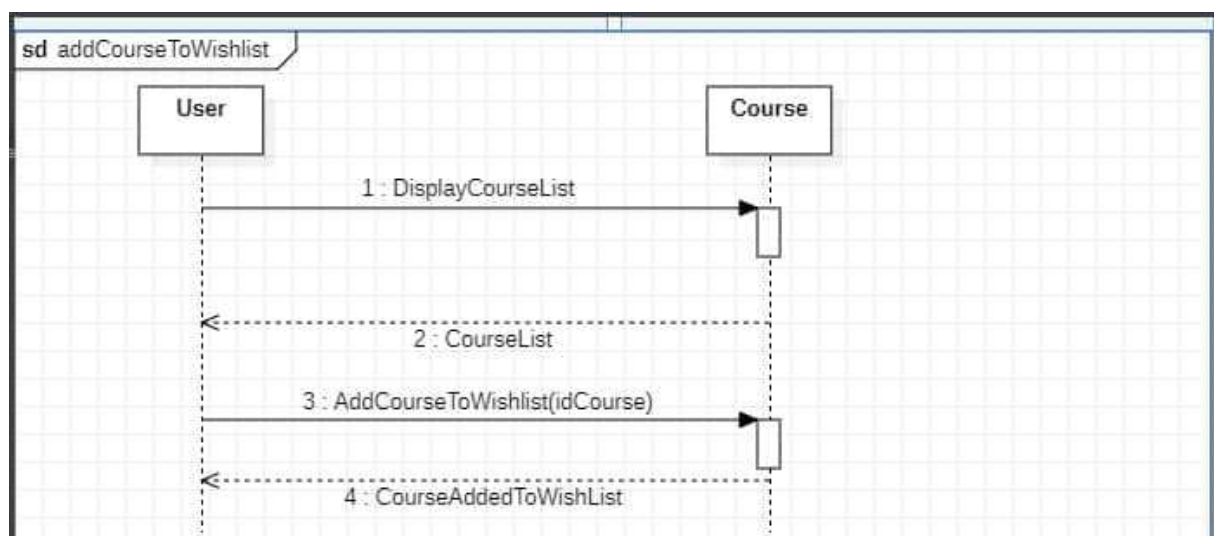 sd addCourseToWishlist
User
Course
1 : DisplayCourseList
2 : CourseList
3 : AddCourseToWishlist(idCourse)
4 : CourseAddedToWishList